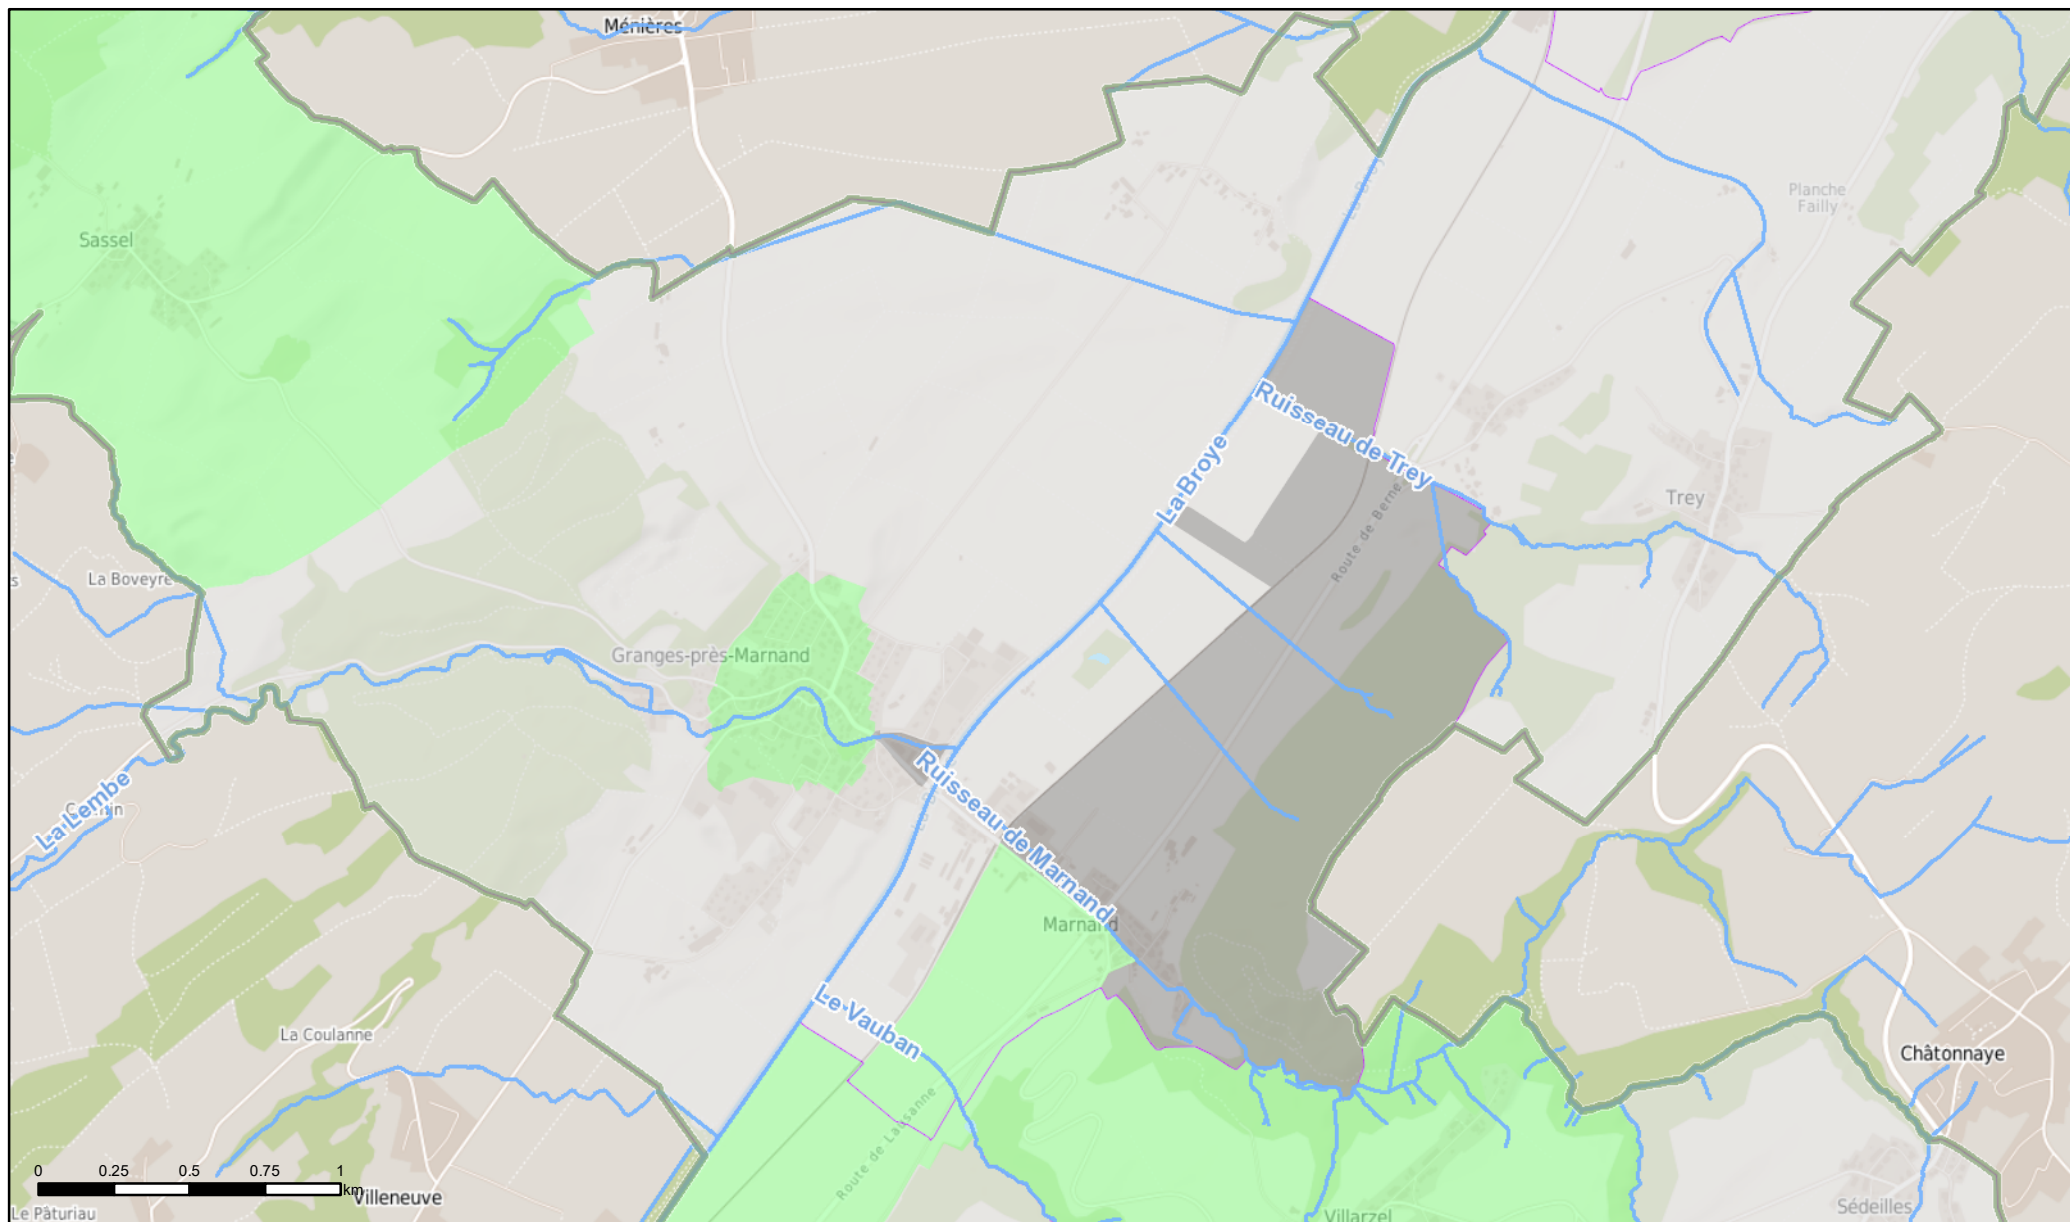 Ménières
La Broye
Planche
Failly
Sassel
Ruisseau de Trey
La Broye
Route de Berne
Trey
La Boveyre
Granges-près-Marnand
La Lembe
Ruisseau de Marnand
Marnand
Le Vauban
La Coulanne
Châtonnaye
Route de Lausanne
0 0.25 0.5 0.75 1
km
Villeneuve
Le Pâturiau
Villarzel
Sédeilles